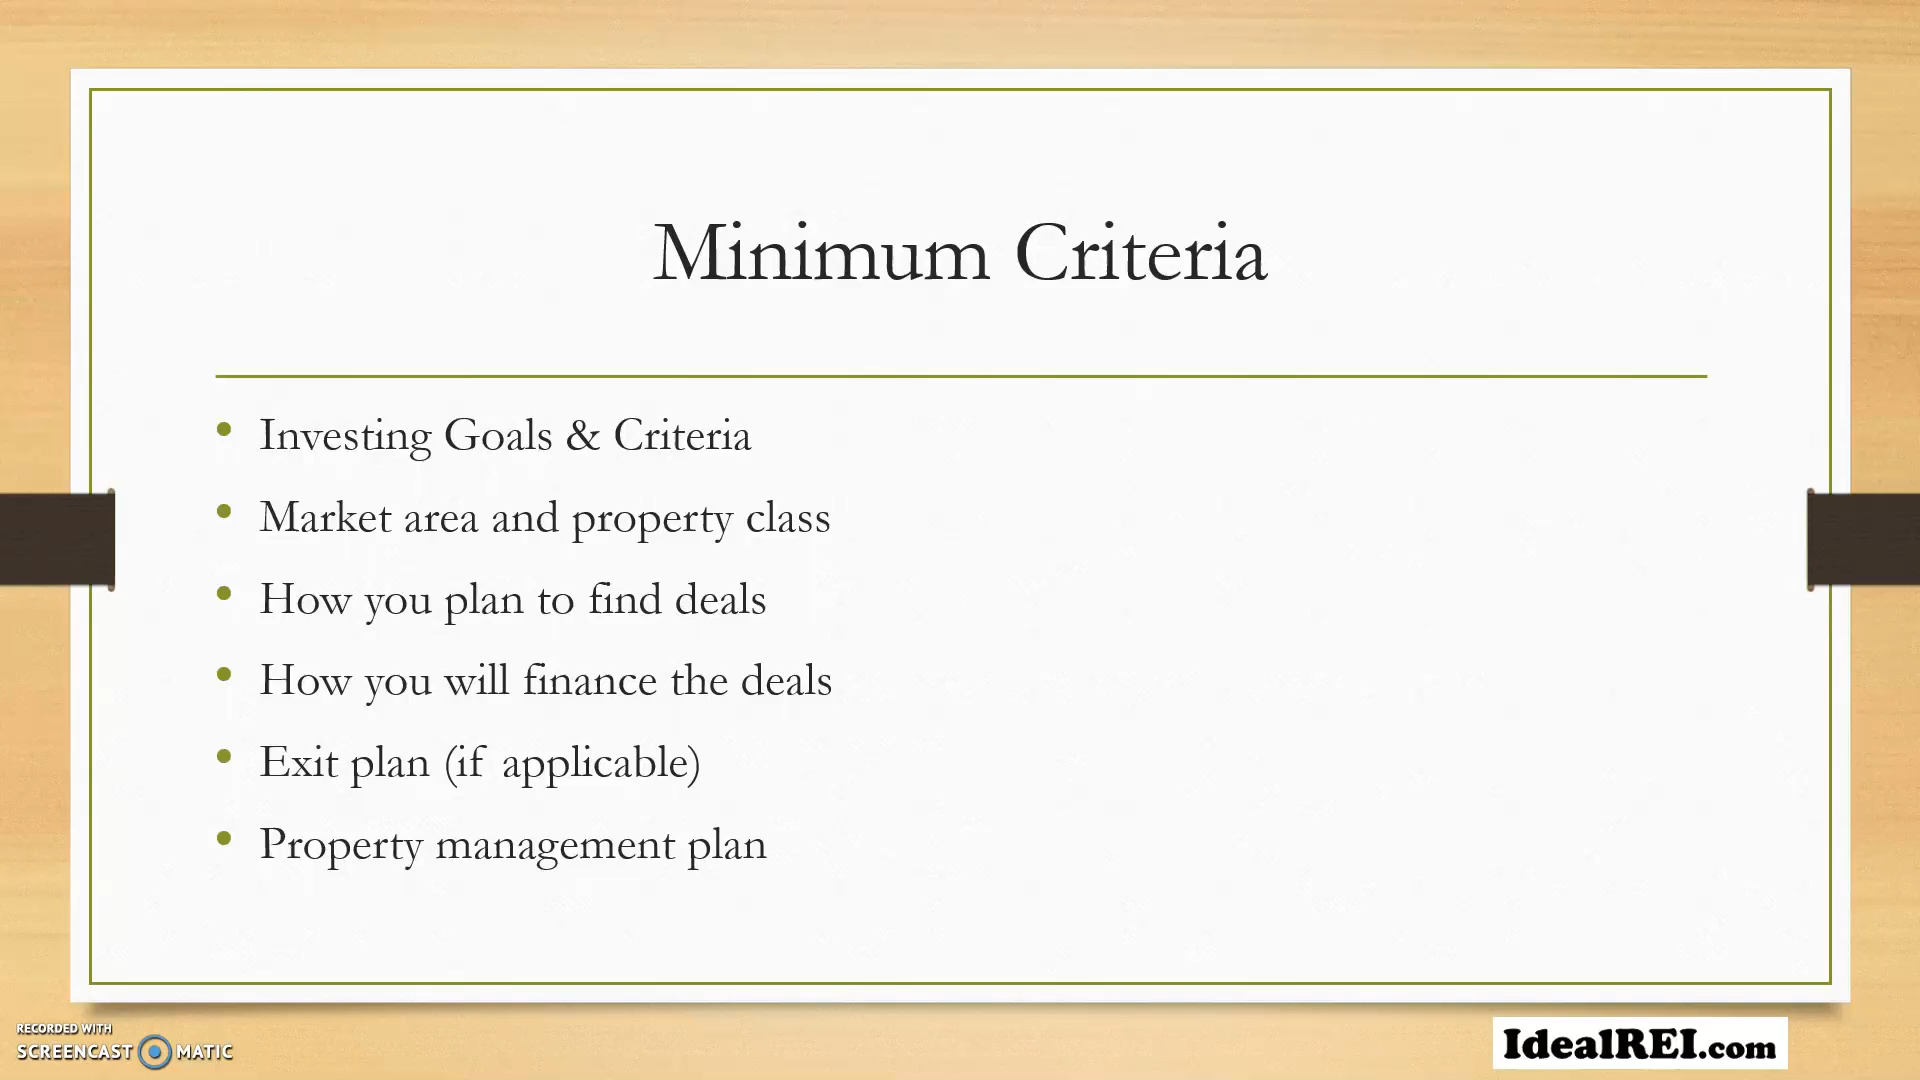 Minimum Criteria
• Investing Goals & Criteria
• Market area and property class
• How you plan to find deals
• How you will finance the deals
• Exit plan (if applicable)
• Property management plan
RECORDED WITH
SCREENCAST MATIC
IdealREI.com